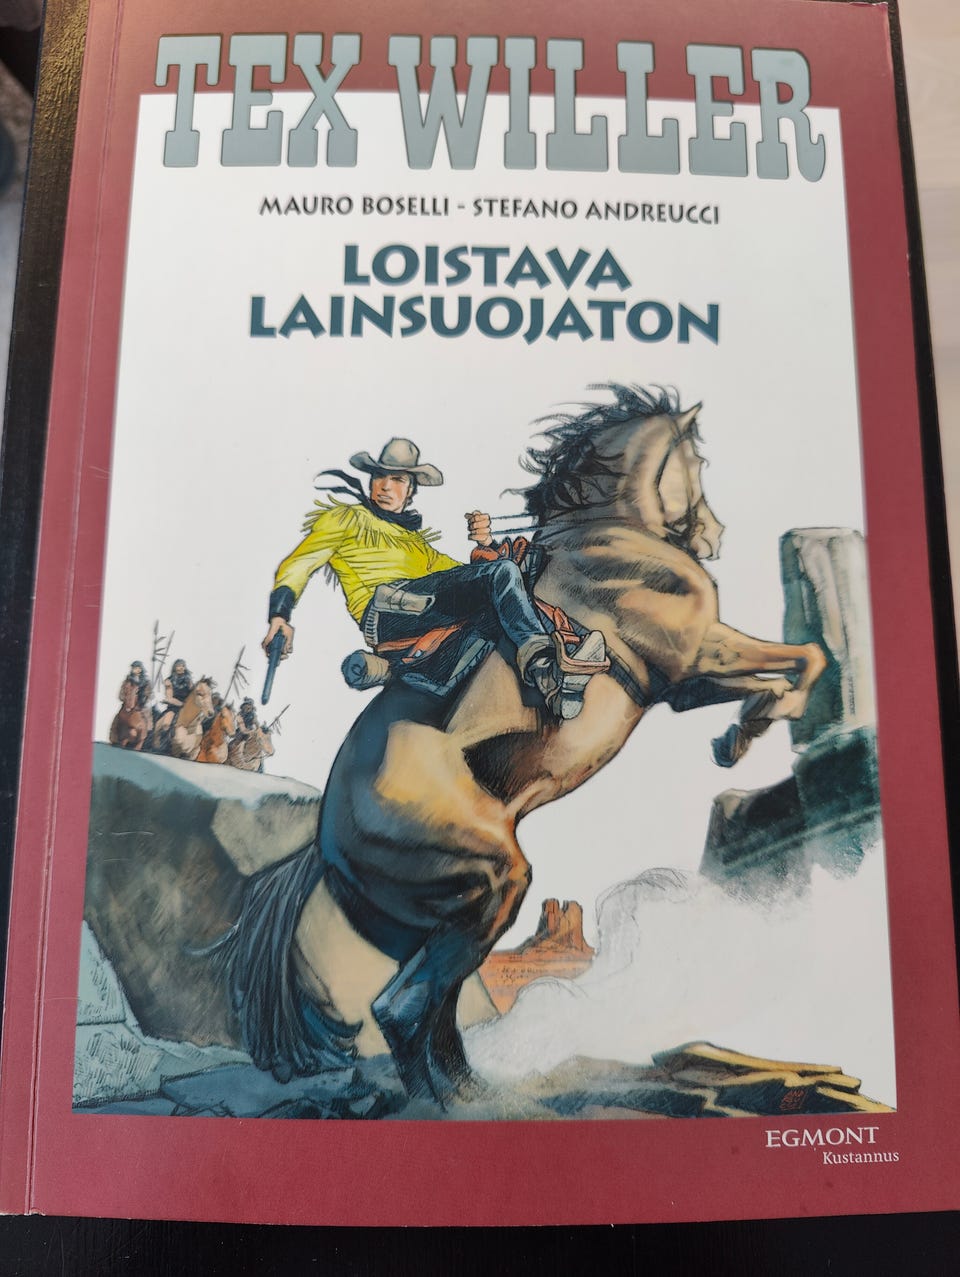 TEX WILLER
MAURO BOSELLI - STEFANO ANDREUCCI
LOISTAVA
LAINSUOJATON
EGMONT
Kustannus